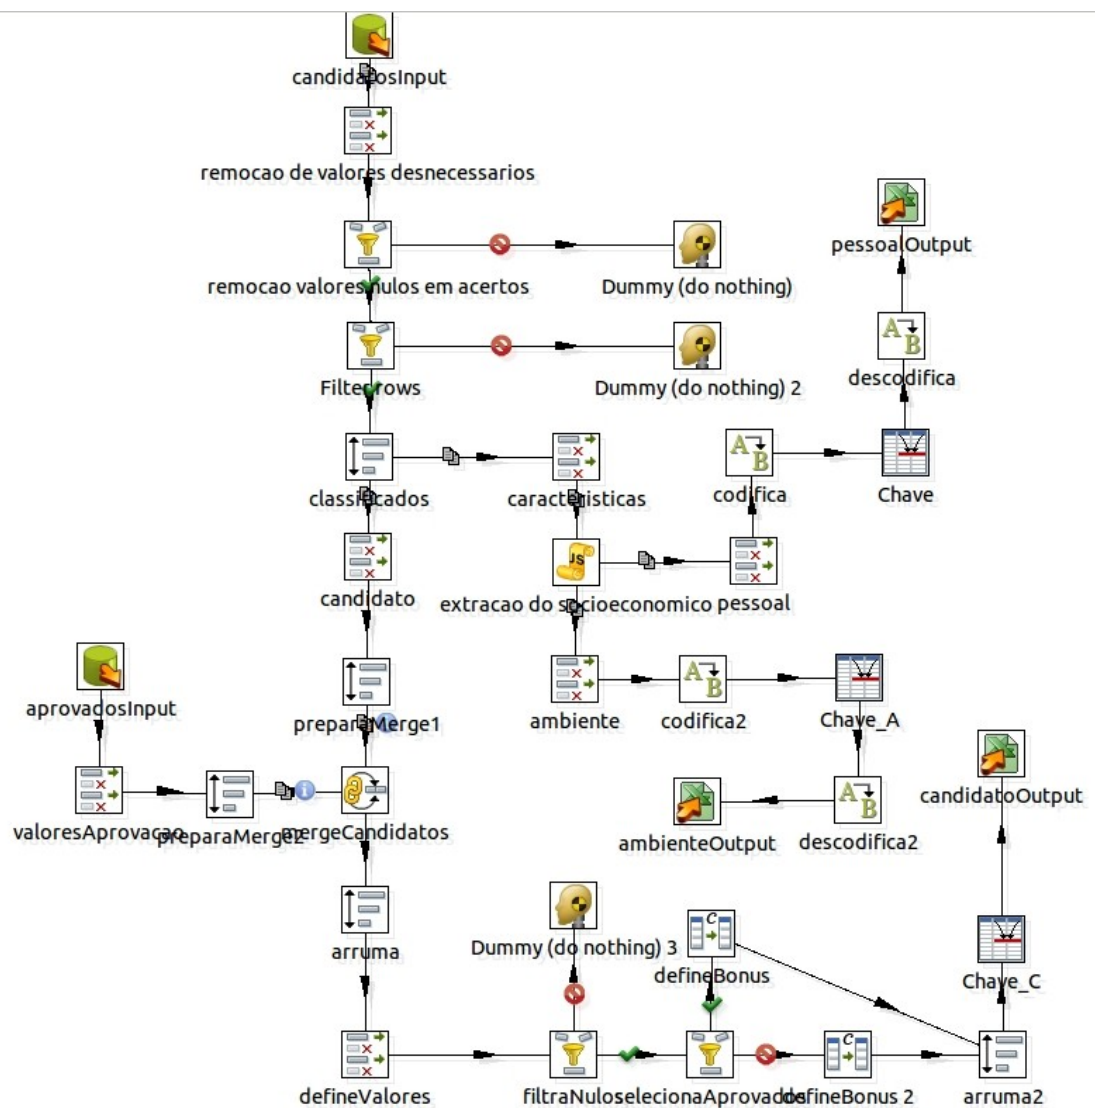 candidatosInput
remocao de valores desnecessarios
pessoalOutput
remocao valores nulos em acertos
Dummy (do nothing)
descodifica
Filter rows
Dummy (do nothing) 2
classificados
caracteristicas
codifica
Chave
JS
candidato
extracao do socioeconomico
pessoal
aprovadosInput
preparaMerge1
ambiente
codifica2
Chave_A
candidatoOutput
valoresAprovacao
preparaMerge2
mergeCandidatos
ambienteOutput
descodifica2
arruma
Dummy (do nothing) 3
defineBonus
Chave_C
defineValores
filtraNulos
selecionaAprovados
defineBonus 2
arruma2